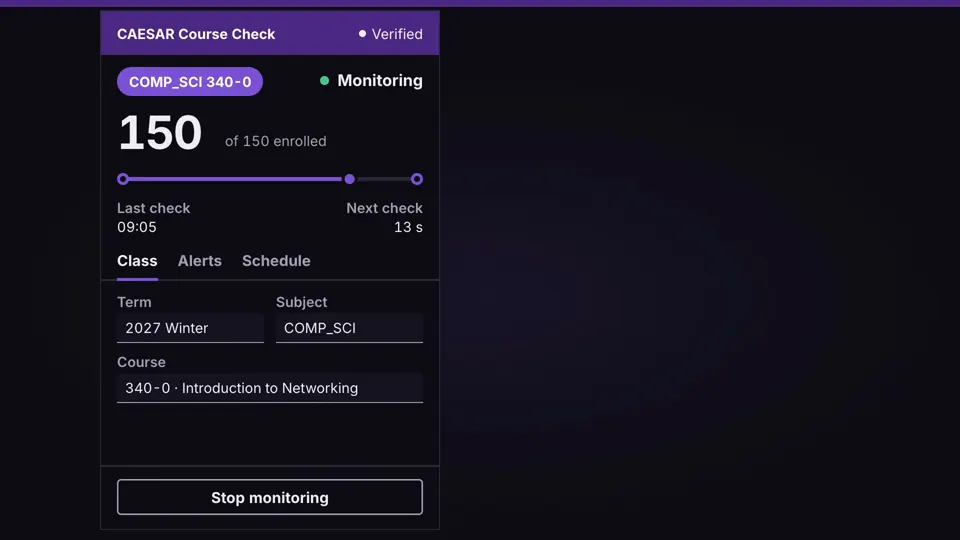 CAESAR Course Check
Verified
COMP_SCI 340-0
Monitoring
150 of 150 enrolled
Last check
Next check
09:05
13 s
Class Alerts Schedule
Term
Subject
2027 Winter
COMP_SCI
Course
340-0 · Introduction to Networking
Stop monitoring